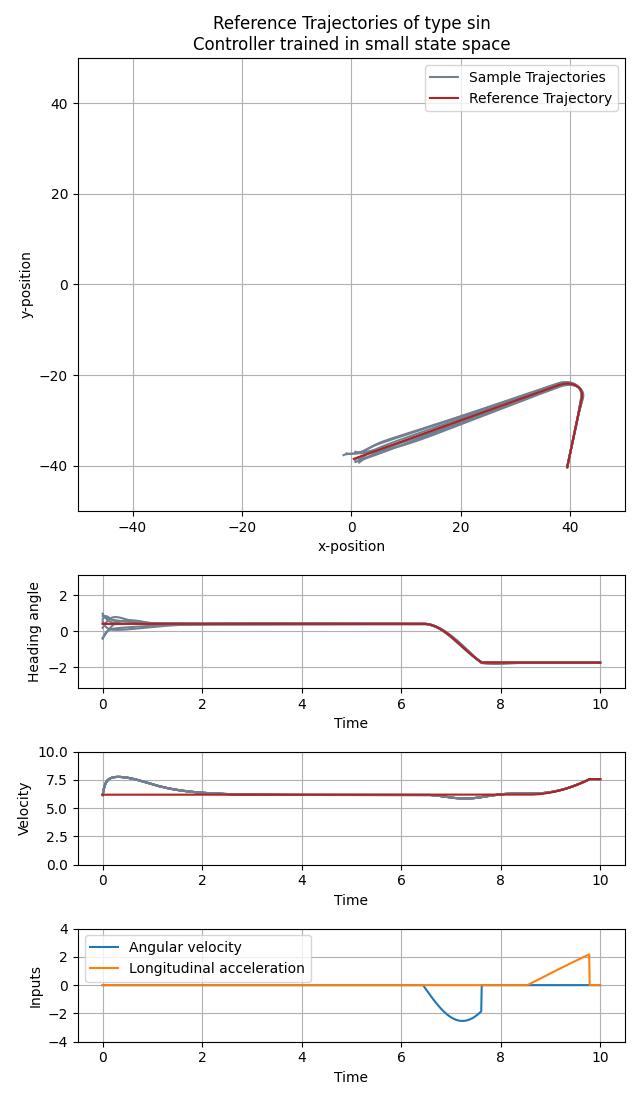 Reference Trajectories of type sin
Controller trained in small state space
Sample Trajectories
Reference Trajectory
y-position
40
20
0
−20
−40
−40
−20
0
20
40
x-position
Heading angle
2
0
−2
0
2
4
6
8
10
Time
Velocity
10.0
7.5
5.0
2.5
0.0
0
2
4
6
8
10
Time
Inputs
4
2
0
−2
−4
Angular velocity
Longitudinal acceleration
0
2
4
6
8
10
Time